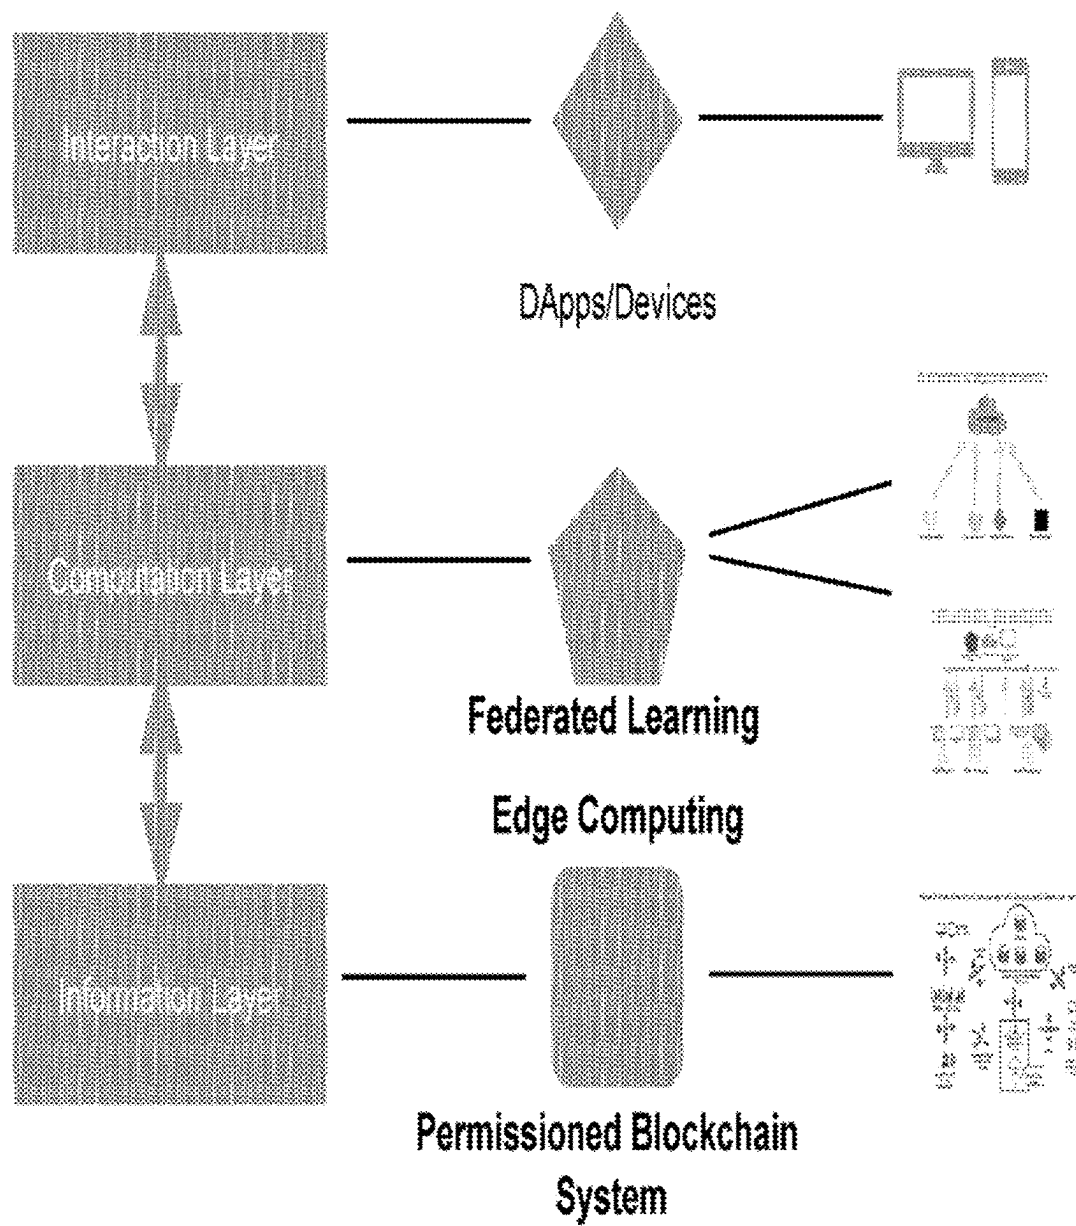 Interaction Layer
DApps/Devices
Computation Layer
Federated Learning
Edge Computing
Information Layer
Permissioned Blockchain
System